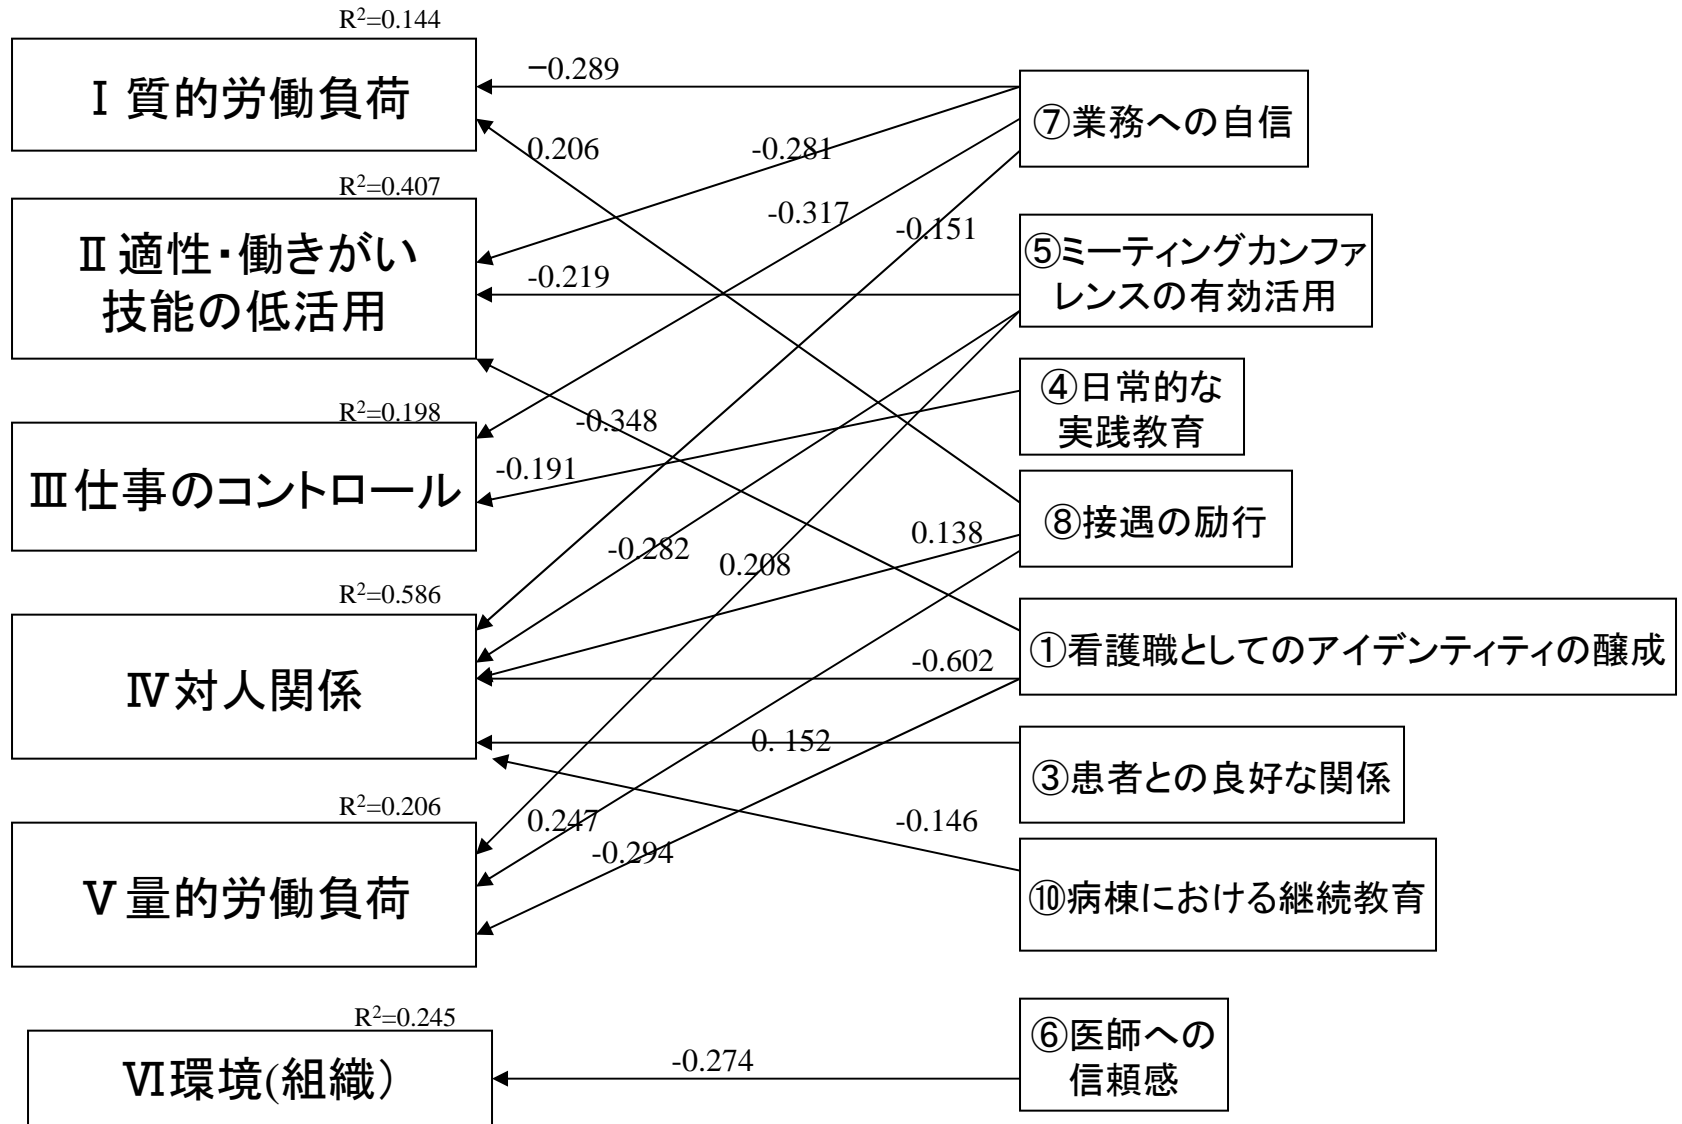 R²=0.144
Ⅰ 質的労働負荷
R²=0.407
Ⅱ 適性・働きがい
技能の低活用
R²=0.198
Ⅲ仕事のコントロール
R²=0.586
Ⅳ対人関係
R²=0.206
Ⅴ量的労働負荷
R²=0.245
Ⅵ環境(組織）
−0.289
0.206
-0.281
-0.317
-0.151
-0.219
-0.348
-0.191
-0.282
0.208
0.138
-0.602
0. 152
0.247
-0.294
-0.146
-0.274
⑦業務への自信
⑤ミーティングカンファ
レンスの有効活用
④日常的な
実践教育
⑧接遇の励行
①看護職としてのアイデンティティの醸成
③患者との良好な関係
⑩病棟における継続教育
⑥医師への
信頼感